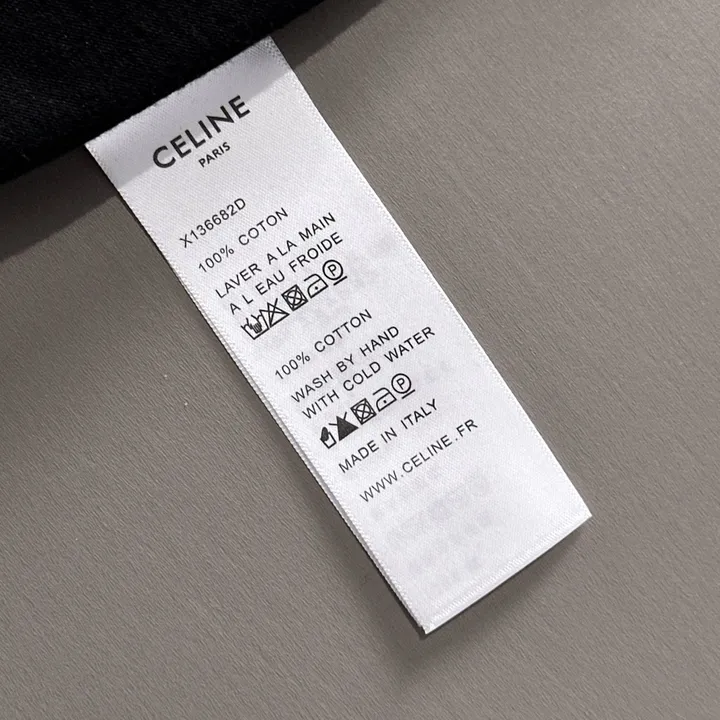 CELINE
PARIS
X136682D
100% COTON
LAVER A LA MAIN
A L EAU FROIDE
P
100% COTTON
WASH BY HAND
WITH COLD WATER
P
MADE IN ITALY
WWW.CELINE.FR